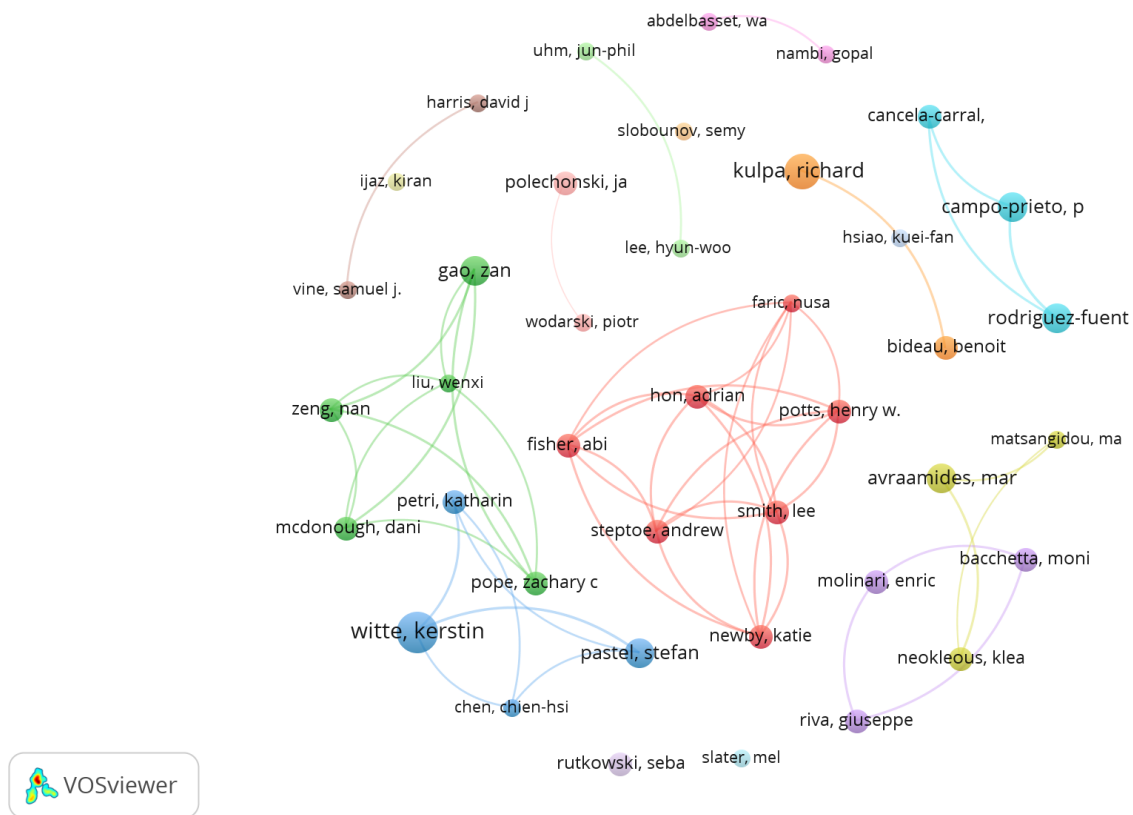 abdelbasset, wa
uhm, jun-phil
nambi, gopal
harris, david j
cancela-carral,
slobounov, semy
kulpa, richard
ijaz, kiran
polechonski, ja
campo-prieto, p
hsiao, kuei-fan
lee, hyun-woo
gao, zan
vine, samuel j.
faric, nusa
rodriguez-fuent
wodarski, piotr
bideau, benoit
liu, wenxi
hon, adrian
zeng, nan
potts, henry w.
matsangidou, ma
fisher, abi
avraamides, mar
petri, katharin
smith, lee
mcdonough, dani
steptoe, andrew
bacchetta, moni
molinari, enric
pope, zachary c
witte, kerstin
newby, katie
pastel, stefan
neokleous, klea
chen, chien-hsi
riva, giuseppe
slater, mel
rutkowski, seba
VOSviewer